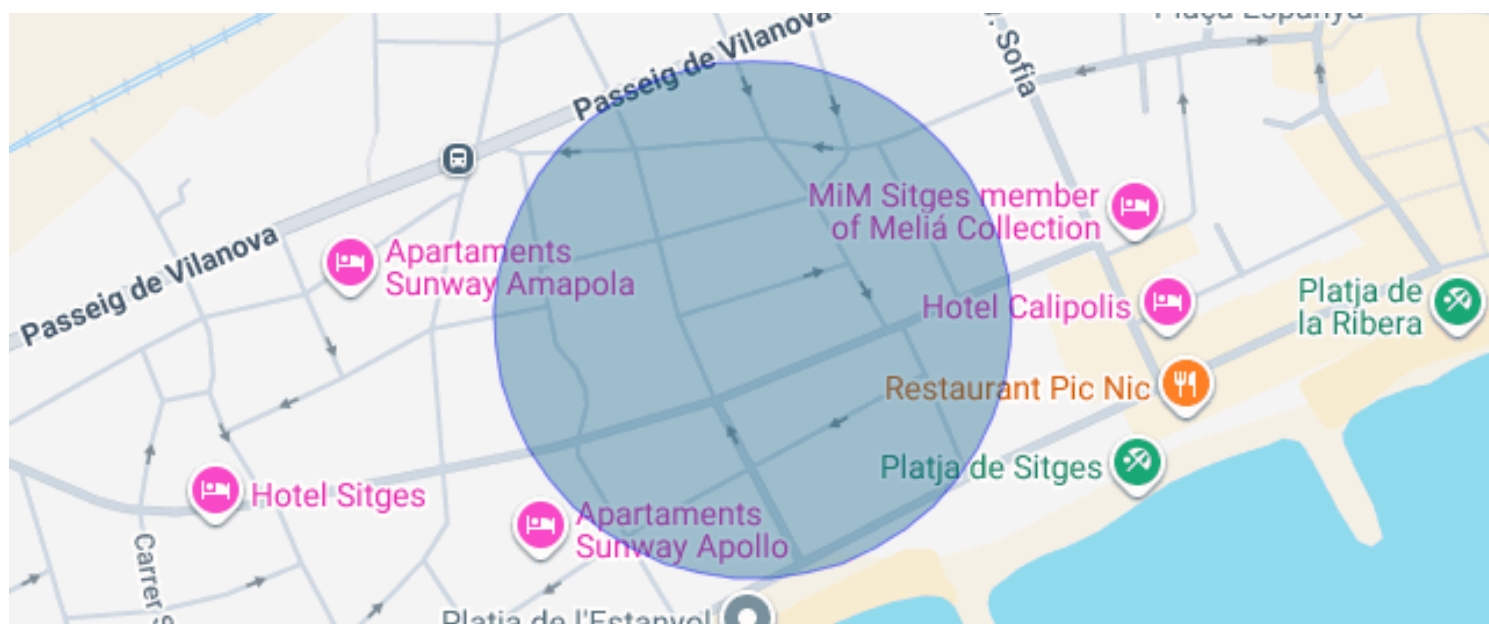 Plaça Espanya
Passeig de Vilanova
. Sofia
MiM Sitges member
of Meliá Collection
Apartaments
Sunway Amapola
Passeig de Vilanova
Hotel Calipolis
Platja de
la Ribera
Restaurant Pic Nic
Platja de Sitges
Hotel Sitges
Apartaments
Sunway Apollo
Carrer
Platja de l'Estanyol